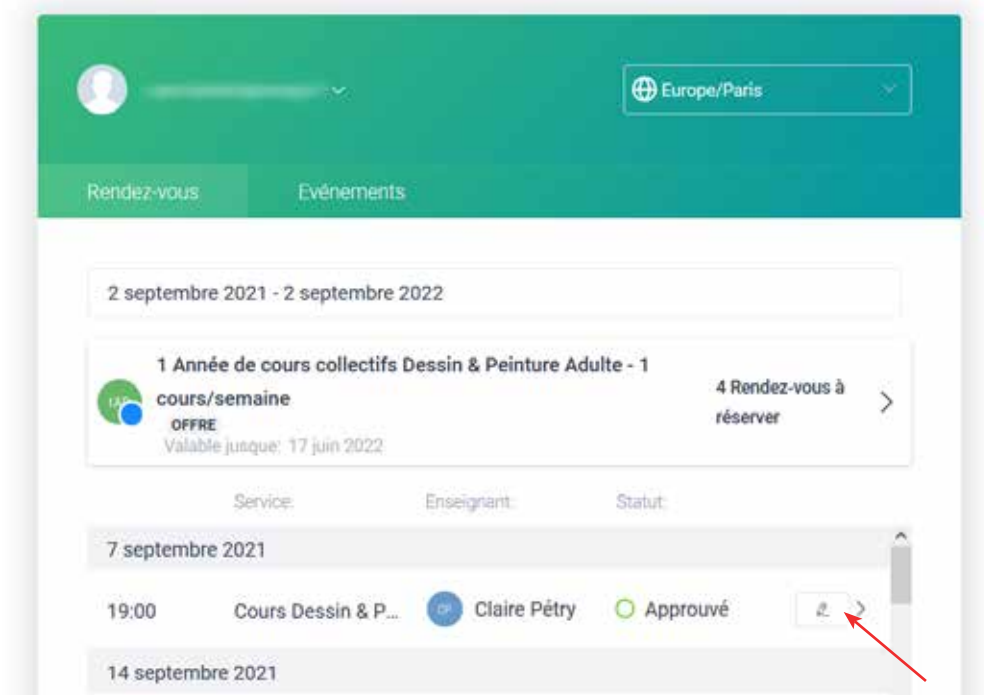 Europe/Paris
Rendez-vous Evénements
2 septembre 2021 - 2 septembre 2022
1 Année de cours collectifs Dessin & Peinture Adulte - 1
cours/semaine
4 Rendez-vous à
réserver
OFFRE
Valable jusque: 17 juin 2022
Service: Enseignant: Statut:
7 septembre 2021
19:00 Cours Dessin & P... CP Claire Pétry Approuvé
14 septembre 2021